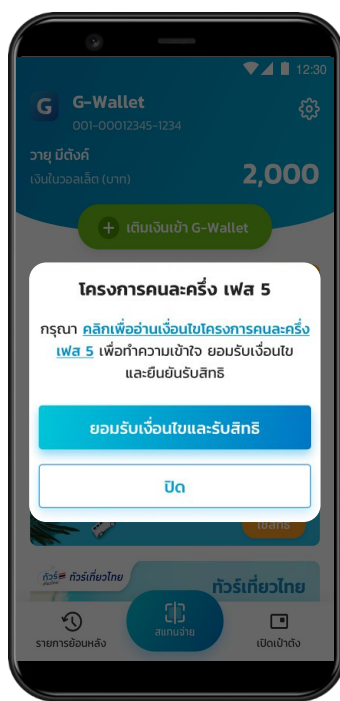 12:30
G G-Wallet
001-00012345-1234
วายุ มีตังค์
เงินในวอลเล็ต (บาท)
2,000
+ เติมเงินเข้า G-Wallet
โครงการคนละครึ่ง เฟส 5
กรุณา คลิกเพื่ออ่านเงื่อนไขโครงการคนละครึ่ง
เฟส 5 เพื่อทำความเข้าใจ ยอมรับเงื่อนไข
และยืนยันรับสิทธิ
ยอมรับเงื่อนไขและรับสิทธิ
ปิด
ใช้สิทธิ
ทัวร์เที่ยวไทย
ทัวร์เที่ยวไทย
รายการย้อนหลัง
สแกนจ่าย
เปิดเป๋าตัง